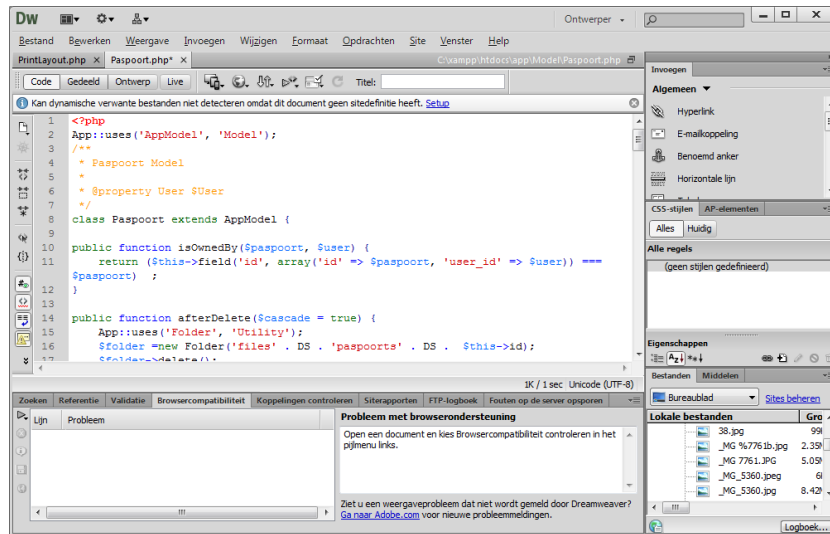 Dw
Ontwerper
Bestand Bewerken Weergave Invoegen Wijzigen Formaat Opdrachten Site Venster Help
PrintLayout.php × Paspoort.php* ×
C:\xampp\htdocs\app\Model\Paspoort.php
Code Gedeeld Ontwerp Live Titel:
Kan dynamische verwante bestanden niet detecteren omdat dit document geen sitedefinitie heeft. Setup
1 <?php
2 App::uses('AppModel', 'Model');
3 /**
4 * Paspoort Model
5 *
6 * @property User $User
7 */
8 class Paspoort extends AppModel {
9
10 public function isOwnedBy($paspoort, $user) {
11 return ($this->field('id', array('id' => $paspoort, 'user_id' => $user)) ===
$paspoort) ;
12 }
13
14 public function afterDelete($cascade = true) {
15 App::uses('Folder', 'Utility');
16 $folder =new Folder('files' . DS . 'paspoorts' . DS . $this->id);
17 $folder->delete();
1K / 1 sec Unicode (UTF-8)
Zoeken Referentie Validatie Browsercompatibiliteit Koppelingen controleren Siterapporten FTP-logboek Fouten op de server opsporen
Lijn Probleem
Probleem met browserondersteuning
Open een document en kies Browsercompatibiliteit controleren in het
pijlmenu links.
Ziet u een weergaveprobleem dat niet wordt gemeld door Dreamweaver?
Ga naar Adobe.com voor nieuwe probleemmeldingen.
Invoegen
Algemeen
Hyperlink
E-mailkoppeling
Benoemd anker
Horizontale lijn
CSS-stijlen AP-elementen
Alles Huidig
Alle regels
(geen stijlen gedefinieerd)
Eigenschappen
Bestanden Middelen
Bureaublad Sites beheren
Lokale bestanden Gro
38.jpg 99
_MG %7761b.jpg 2.35
_MG 7761.JPG 5.05
_MG_5360.jpeg 6
_MG_5360.jpg 8.42
Logboek...